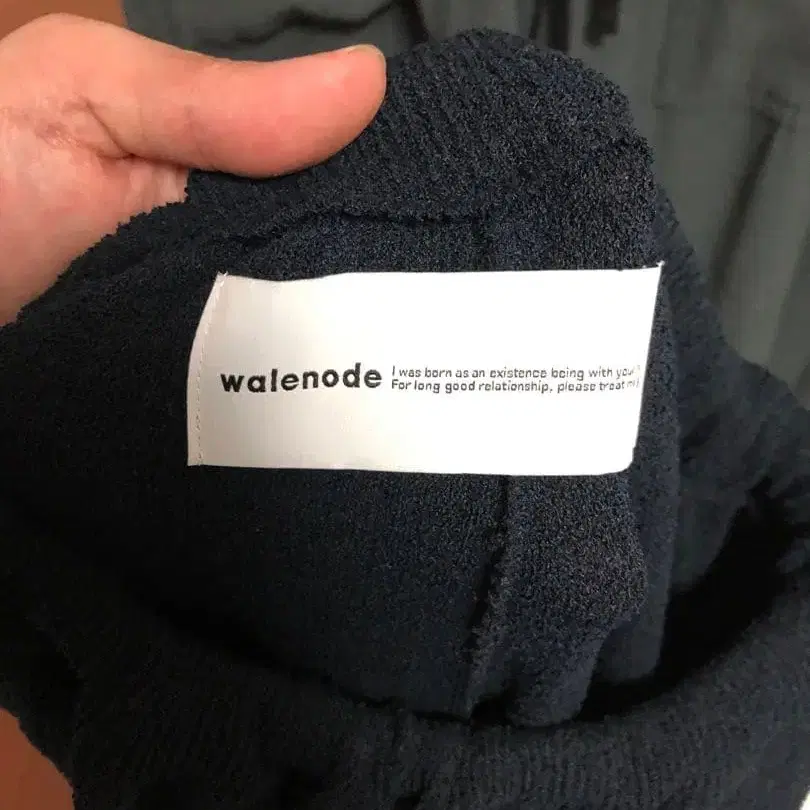 walenode
I was born as an existence being with you
For long good relationship, please treat